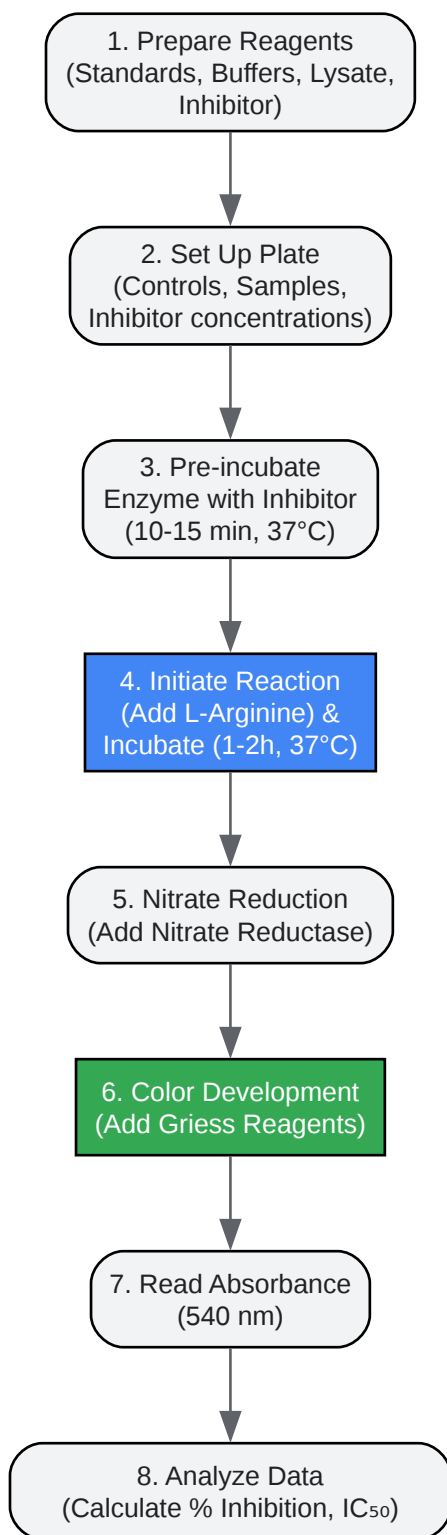 1. Prepare Reagents
(Standards, Buffers, Lysate,
Inhibitor)
2. Set Up Plate
(Controls, Samples,
Inhibitor concentrations)
3. Pre-incubate
Enzyme with Inhibitor
(10-15 min, 37°C)
4. Initiate Reaction
(Add L-Arginine) &
Incubate (1-2h, 37°C)
5. Nitrate Reduction
(Add Nitrate Reductase)
6. Color Development
(Add Griess Reagents)
7. Read Absorbance
(540 nm)
8. Analyze Data
(Calculate % Inhibition, IC₅₀)